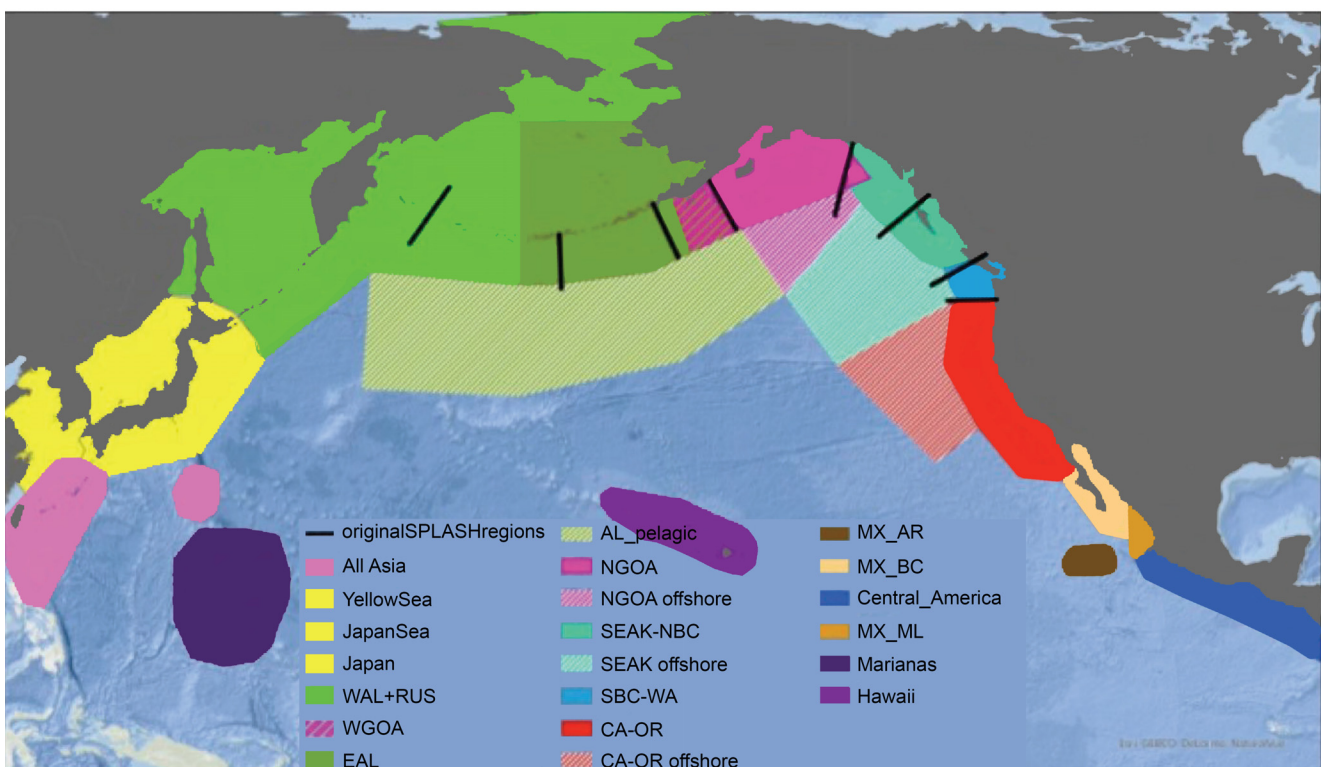 originalSPLASHregions
All Asia
YellowSea
JapanSea
Japan
WAL+RUS
WGOA
EAL
AL_pelagic
NGOA
NGOA offshore
SEAK-NBC
SEAK offshore
SBC-WA
CA-OR
CA-OR offshore
MX_AR
MX_BC
Central_America
MX_ML
Marianas
Hawaii